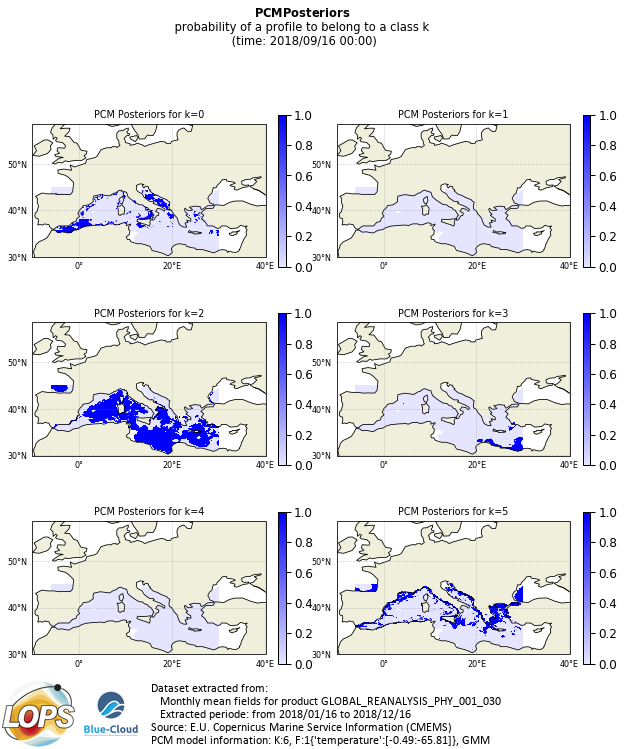 PCMPosteriors
probability of a profile to belong to a class k
(time: 2018/09/16 00:00)
PCM Posteriors for k=0
50°N
40°N
30°N
0°
20°E
40°E
1.0
0.8
0.6
0.4
0.2
0.0
PCM Posteriors for k=1
50°N
40°N
30°N
0°
20°E
40°E
1.0
0.8
0.6
0.4
0.2
0.0
PCM Posteriors for k=2
50°N
40°N
30°N
0°
20°E
40°E
1.0
0.8
0.6
0.4
0.2
0.0
PCM Posteriors for k=3
50°N
40°N
30°N
0°
20°E
40°E
1.0
0.8
0.6
0.4
0.2
0.0
PCM Posteriors for k=4
50°N
40°N
30°N
0°
20°E
40°E
1.0
0.8
0.6
0.4
0.2
0.0
PCM Posteriors for k=5
50°N
40°N
30°N
0°
20°E
40°E
1.0
0.8
0.6
0.4
0.2
0.0
LOPS
Blue-Cloud
Dataset extracted from:
Monthly mean fields for product GLOBAL_REANALYSIS_PHY_001_030
Extracted periode: from 2018/01/16 to 2018/12/16
Source: E.U. Copernicus Marine Service Information (CMEMS)
PCM model information: K:6, F:1{'temperature':[-0.49:-65.81]}, GMM